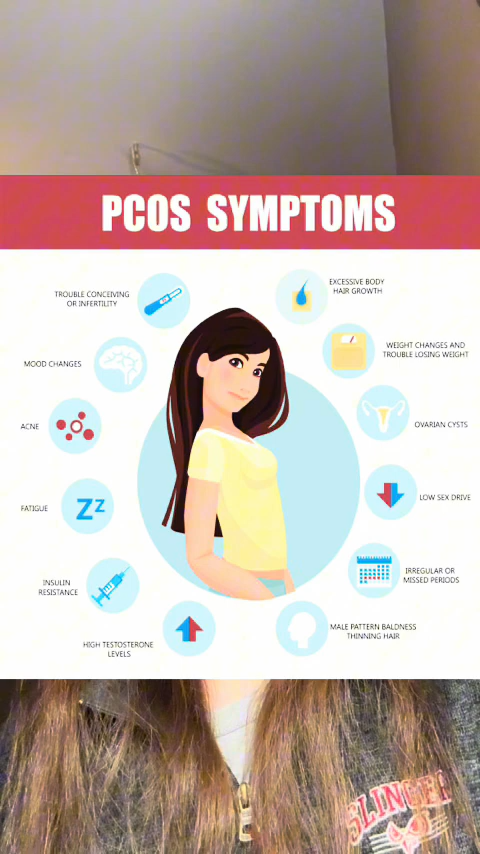 PCOS SYMPTOMS
TROUBLE CONCEIVING
OR INFERTILITY
EXCESSIVE BODY
HAIR GROWTH
MOOD CHANGES
WEIGHT CHANGES AND
TROUBLE LOSING WEIGHT
ACNE
OVARIAN CYSTS
FATIGUE
LOW SEX DRIVE
INSULIN
RESISTANCE
IRREGULAR OR
MISSED PERIODS
HIGH TESTOSTERONE
LEVELS
MALE PATTERN BALDNESS
THINNING HAIR